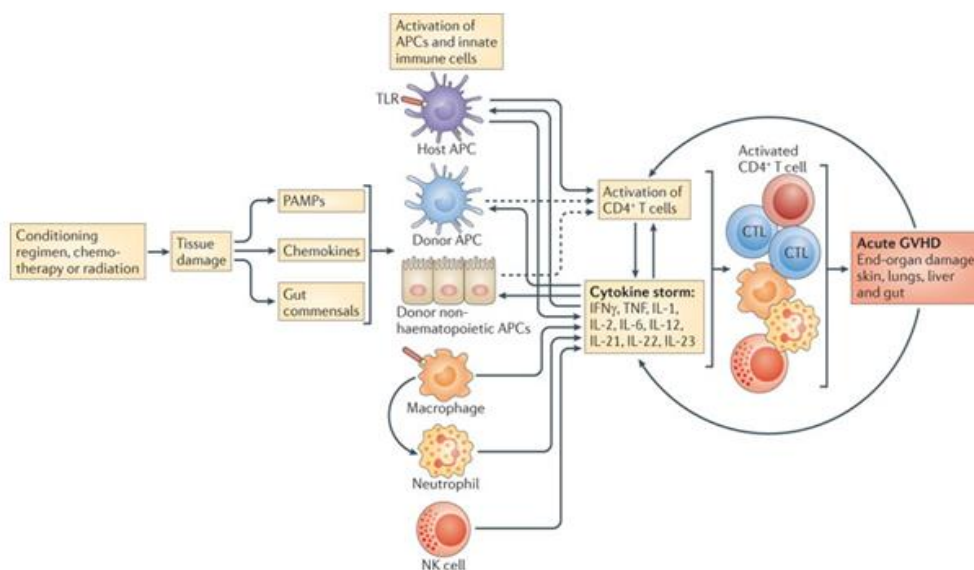 Activation of
APCs and innate
immune cells
TLR
Host APC
Donor APC
Donor non-
haematopoietic APCs
Macrophage
Neutrophil
NK cell
Conditioning
regimen, chemo-
therapy or radiation
Tissue
damage
PAMPs
Chemokines
Gut
commensals
Activation of
CD4⁺ T cells
Cytokine storm:
IFNγ, TNF, IL-1,
IL-2, IL-6, IL-12,
IL-21, IL-22, IL-23
Activated
CD4⁺ T cell
CTL
CTL
Acute GVHD
End-organ damage
skin, lungs, liver
and gut